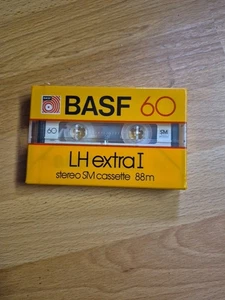 BASF 60
60 SM
LH extra I
stereo SM cassette 88m